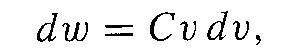 dw = Cv dv,